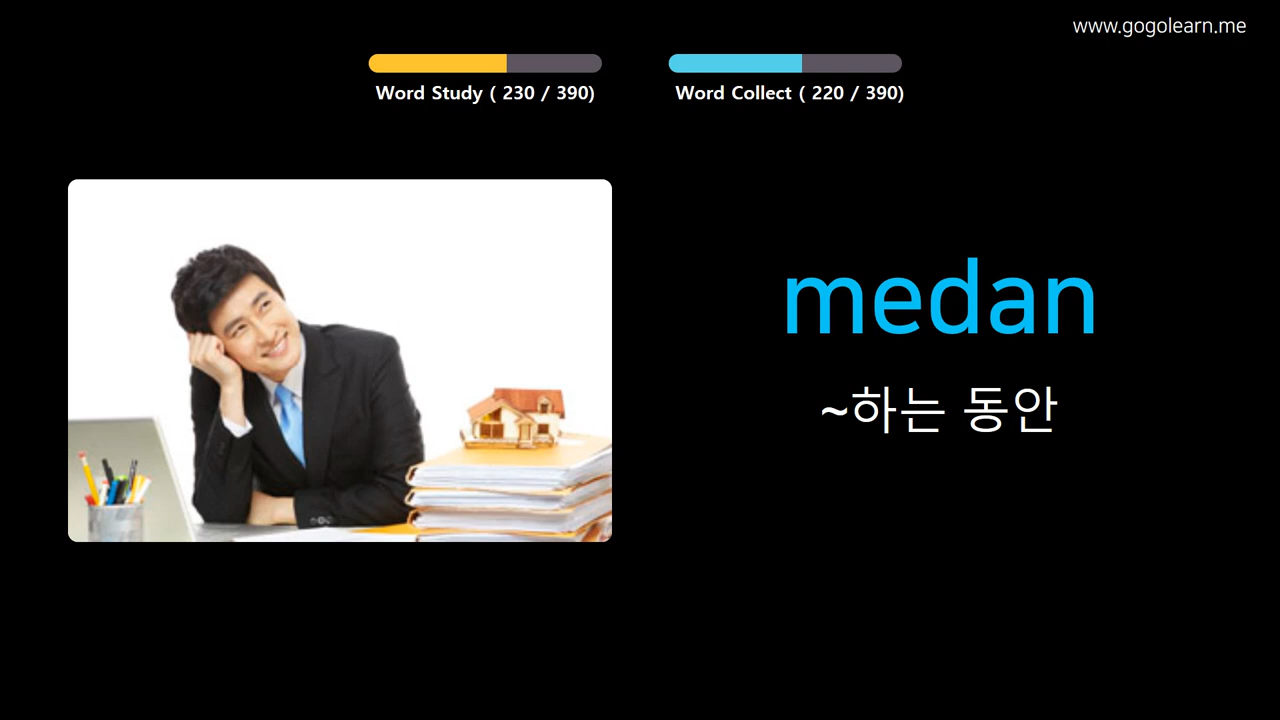 www.gogolearn.me
Word Study ( 230 / 390)
Word Collect ( 220 / 390)
medan
~하는 동안